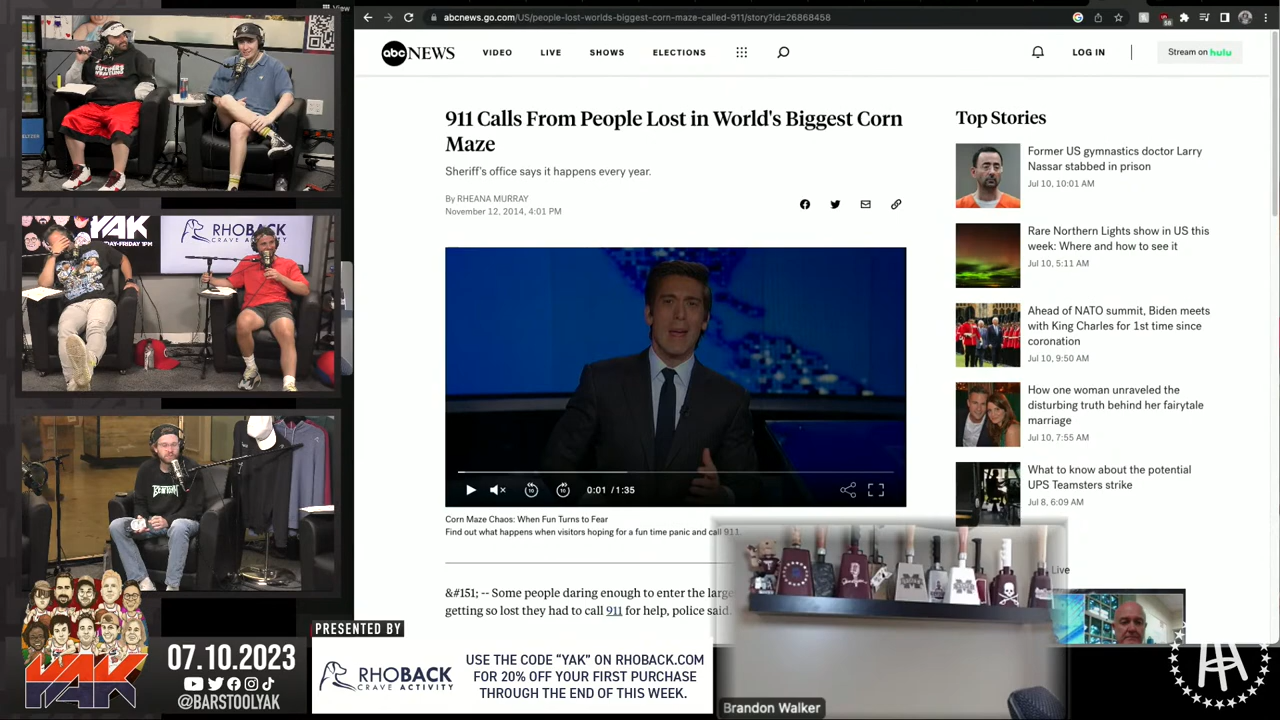 View
abcnews.go.com/US/people-lost-worlds-biggest-corn-maze-called-911/story?id=26868458
abc NEWS
VIDEO
LIVE
SHOWS
ELECTIONS
LOG IN
Stream on hulu
911 Calls From People Lost in World's Biggest Corn
Maze
Sheriff's office says it happens every year.
By RHEANA MURRAY
November 12, 2014, 4:01 PM
10
10
0:01 / 1:35
Corn Maze Chaos: When Fun Turns to Fear
Find out what happens when visitors hoping for a fun time panic and call 911.
&#151; -- Some people daring enough to enter the large
getting so lost they had to call 911 for help, police said.
Top Stories
Former US gymnastics doctor Larry
Nassar stabbed in prison
Jul 10, 10:01 AM
Rare Northern Lights show in US this
week: Where and how to see it
Jul 10, 5:11 AM
Ahead of NATO summit, Biden meets
with King Charles for 1st time since
coronation
Jul 10, 9:50 AM
How one woman unraveled the
disturbing truth behind her fairytale
marriage
Jul 10, 7:55 AM
What to know about the potential
UPS Teamsters strike
Jul 8, 6:09 AM
Live
YAK
RHOBACK
CRAVE ACTIVITY
YAK
07.10.2023
@BARSTOOLYAK
PRESENTED BY
RHOBACK
CRAVE ACTIVITY
USE THE CODE “YAK” ON RHOBACK.COM
FOR 20% OFF YOUR FIRST PURCHASE
THROUGH THE END OF THIS WEEK.
Brandon Walker